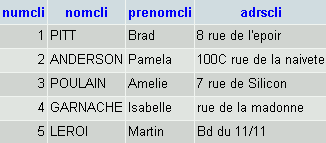 numcli nomcli prenomcli adrscli
1 PITT Brad 8 rue de l'epoir
2 ANDERSON Pamela 100C rue de la naivete
3 POULAIN Amelie 7 rue de Silicon
4 GARNACHE Isabelle rue de la madonne
5 LEROI Martin Bd du 11/11